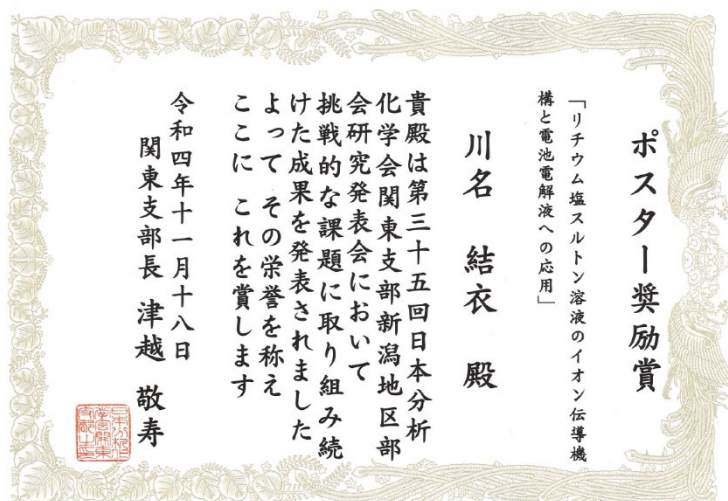 ポスター奨励賞
「リチウム塩スルトン溶液のイオン伝導機
構と電池電解液への応用」
川名 結衣 殿
貴殿は第三十五回日本分析
化学会関東支部新潟地区部
会研究発表会において
挑戦的な課題に取り組み続
けた成果を発表されました
よって その栄誉を称え
ここに これを賞します
令和四年十一月十八日
関東支部長 津越 敬寿